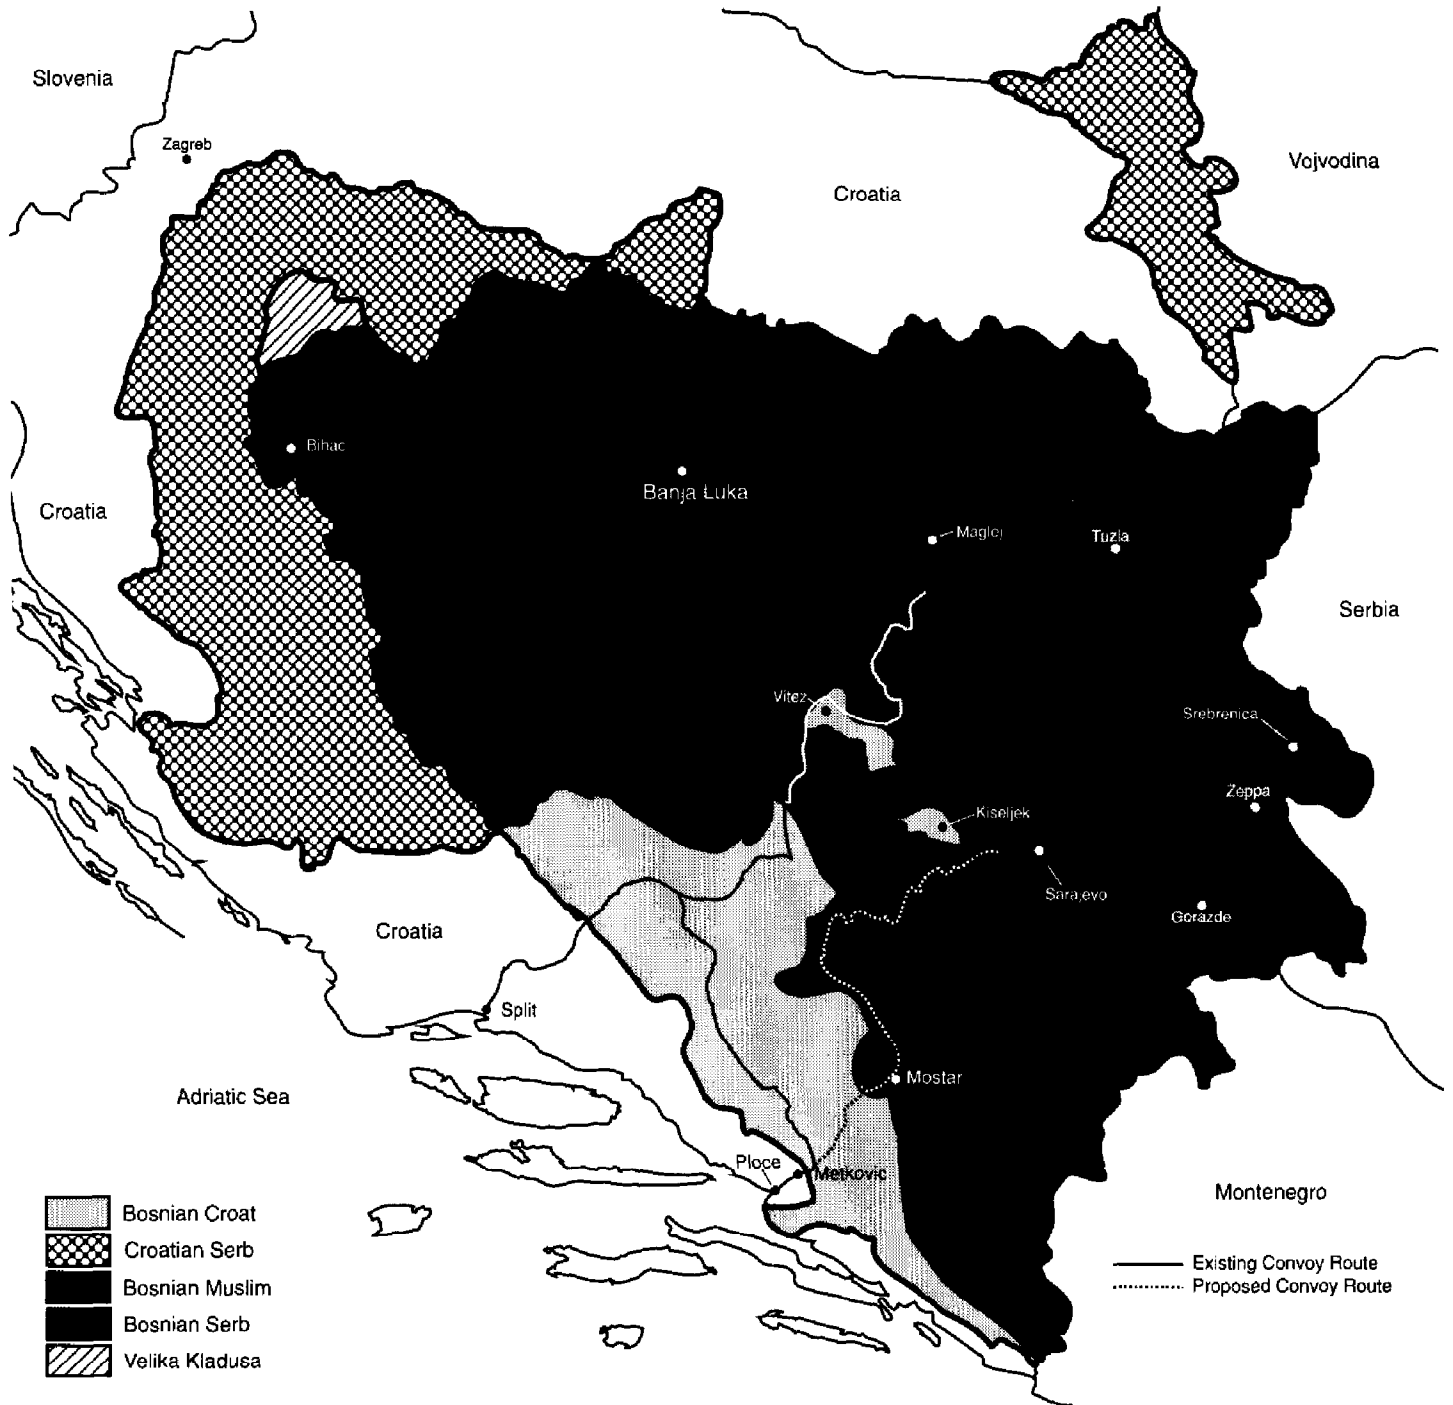 Slovenia
Zagreb
Croatia
Vojvodina
Bihac
Banja Luka
Croatia
Maglej
Tuzla
Serbia
Vitez
Srebrenica
Zeppa
Kiseljek
Sarajevo
Gorazde
Croatia
Split
Adriatic Sea
Mostar
Ploce
Metkovic
Montenegro
Bosnian Croat
Croatian Serb
Bosnian Muslim
Bosnian Serb
Velika Kladusa
Existing Convoy Route
Proposed Convoy Route